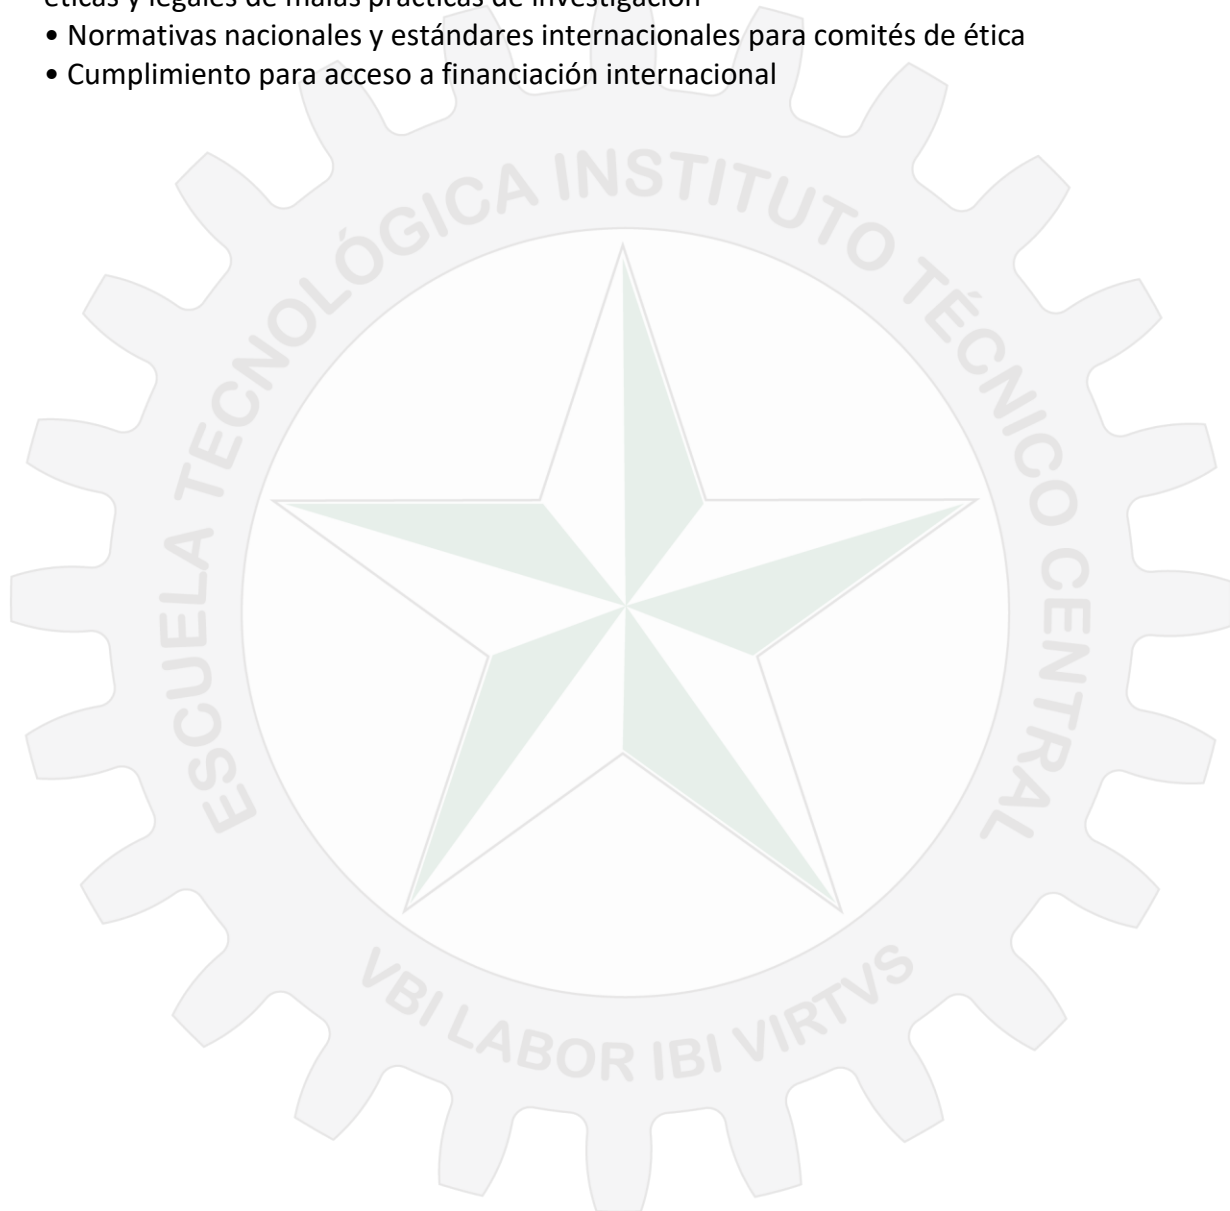 éticas y legales de malas prácticas de investigación
• Normativas nacionales y estándares internacionales para comités de ética
• Cumplimiento para acceso a financiación internacional
ESCUELA TECNOLÓGICA INSTITUTO TÉCNICO CENTRAL
VBI LABOR IBI VIRTVS